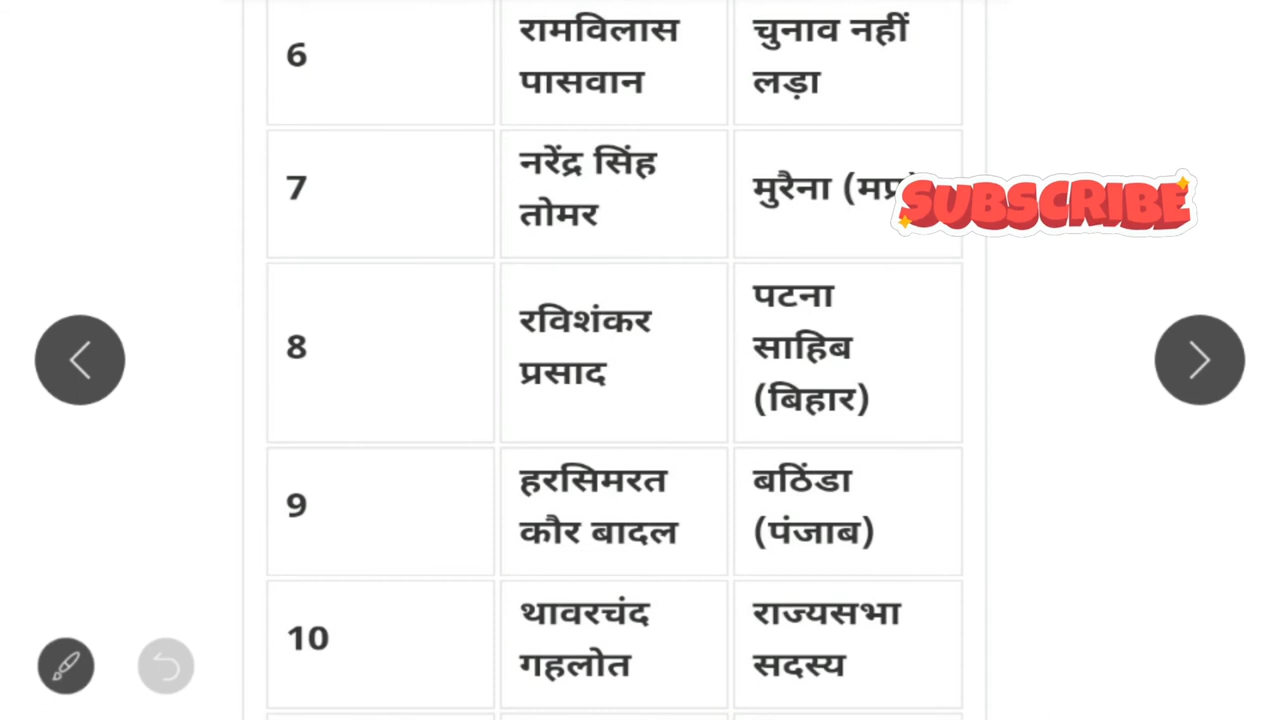 6
रामविलास
पासवान
चुनाव नहीं
लड़ा
7
नरेंद्र सिंह
तोमर
मुरैना
SUBSCRIBE
8
रविशंकर
प्रसाद
पटना
साहिब
(बिहार)
9
हरसिमरत
कौर बादल
बठिंडा
(पंजाब)
10
थावरचंद
गहलोत
राज्यसभा
सदस्य